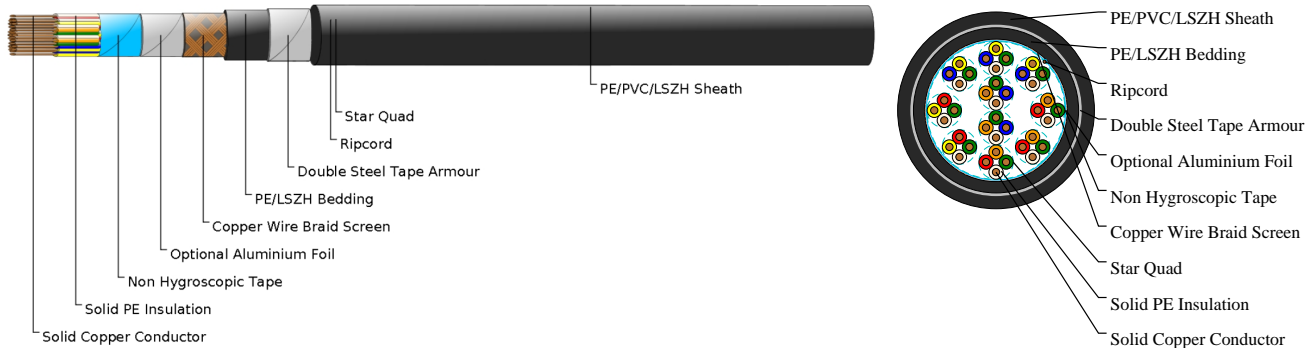 PE/PVC/LSZH Sheath
Star Quad
Ripcord
Double Steel Tape Armour
PE/LSZH Bedding
Copper Wire Braid Screen
Optional Aluminium Foil
Non Hygroscopic Tape
Solid PE Insulation
Solid Copper Conductor
PE/PVC/LSZH Sheath
PE/LSZH Bedding
Ripcord
Double Steel Tape Armour
Optional Aluminium Foil
Non Hygroscopic Tape
Copper Wire Braid Screen
Star Quad
Solid PE Insulation
Solid Copper Conductor